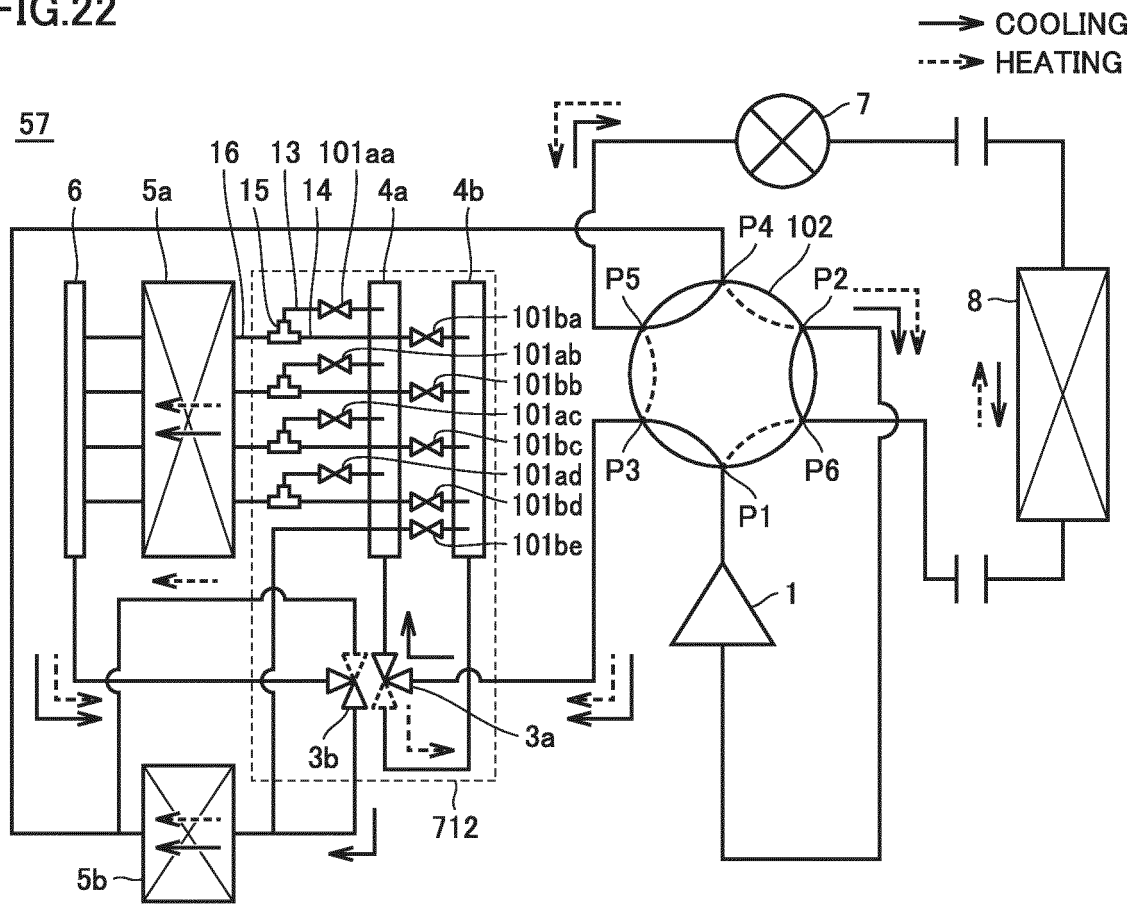 FIG.22
COOLING
HEATING
57
7
16 13 101aa
6 5a 15 14 4a 4b
P4 102
P5 P2
8
101ba
101ab
101bb
101ac
101bc
101ad
101bd
101be
P3 P6
P1
1
3b 3a
712
5b